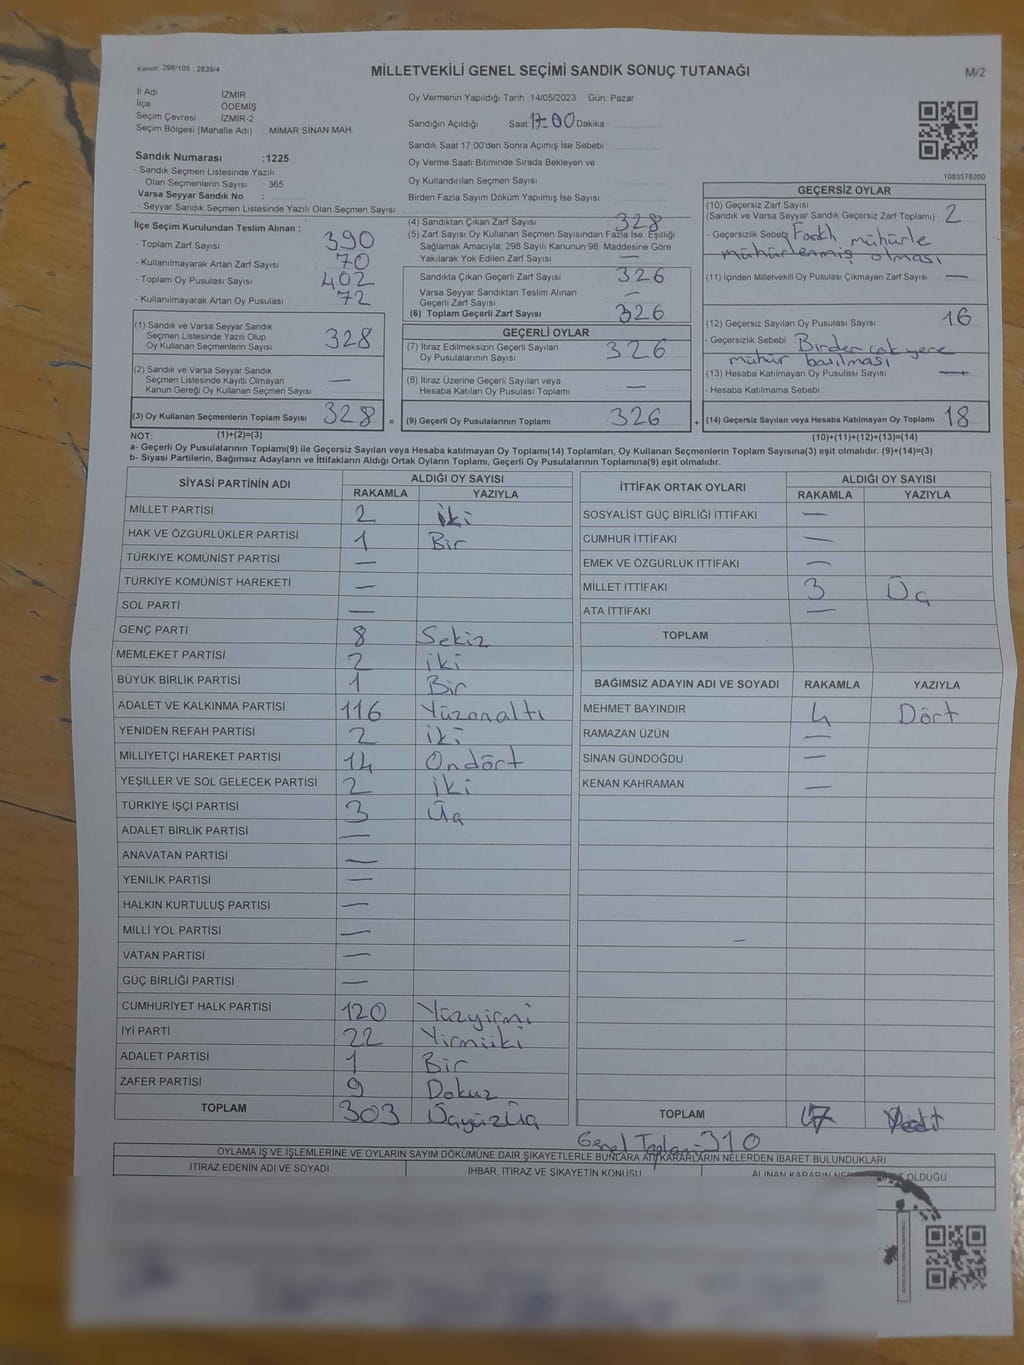 Kanun: 298/105 , 2839/4
MİLLETVEKİLİ GENEL SEÇİMİ SANDIK SONUÇ TUTANAĞI
M/2
İl Adı : İZMİR
İlçe : ÖDEMİŞ
Seçim Çevresi : İZMİR-2
Seçim Bölgesi (Mahalle Adı) : MİMAR SİNAN MAH.
Sandık Numarası :1225
- Sandık Seçmen Listesinde Yazılı
Olan Seçmenlerin Sayısı : 365
Varsa Seyyar Sandık No :
- Seyyar Sandık Seçmen Listesinde Yazılı Olan Seçmen Sayısı:
Oy Vermenin Yapıldığı Tarih : 14/05/2023 Gün: Pazar
Sandığın Açıldığı Saat: 17:00 Dakika :
Sandık Saat 17:00'den Sonra Açımış İse Sebebi :
Oy Verme Saati Bitiminde Sırada Bekleyen ve
Oy Kullandırılan Seçmen Sayısı :
Birden Fazla Sayım Döküm Yapılmış İse Sayısı :
1083578200
İlçe Seçim Kurulundan Teslim Alınan ;
- Toplam Zarf Sayısı : 390
- Kullanılmayarak Artan Zarf Sayısı : 70
- Toplam Oy Pusulası Sayısı : 402
- Kullanılmayarak Artan Oy Pusulası : 72
(1) Sandık ve Varsa Seyyar Sandık
Seçmen Listesinde Yazılı Olup
Oy Kullanan Seçmenlerin Sayısı : 328
(2) Sandık ve Varsa Seyyar Sandık
Seçmen Listesinde Kayıtlı Olmayan
Kanun Gereği Oy Kullanan Seçmen Sayısı : —
(3) Oy Kullanan Seçmenlerin Toplam Sayısı : 328 =
(1)+(2)=(3)
(4) Sandıktan Çıkan Zarf Sayısı : 328
(5) Zarf Sayısı Oy Kullanan Seçmen Sayısından Fazla İse, Eşitliği
Sağlamak Amacıyla, 298 Sayılı Kanunun 98. Maddesine Göre
Yakılarak Yok Edilen Zarf Sayısı : —
Sandıkta Çıkan Geçerli Zarf Sayısı : 326
Varsa Seyyar Sandıktan Teslim Alınan
Geçerli Zarf Sayısı : —
(6) Toplam Geçerli Zarf Sayısı : 326
GEÇERLİ OYLAR
(7) İtiraz Edilmeksizin Geçerli Sayılan
Oy Pusulalarının Sayısı : 326
(8) İtiraz Üzerine Geçerli Sayılan veya
Hesaba Katılan Oy Pusulası Toplamı : —
(9) Geçerli Oy Pusulalarının Toplamı : 326 +
GEÇERSİZ OYLAR
(10) Geçersiz Zarf Sayısı
(Sandık ve Varsa Seyyar Sandık Geçersiz Zarf Toplamı) : 2
- Geçersizlik Sebebi : Farklı mühürle
mühürlenmiş olması
(11) İçinden Milletvekili Oy Pusulası Çıkmayan Zarf Sayısı : —
(12) Geçersiz Sayılan Oy Pusulası Sayısı : 16
- Geçersizlik Sebebi : Birden çok yere
mühür basılması
(13) Hesaba Katılmayan Oy Pusulası Sayısı : —
- Hesaba Katılmama Sebebi :
(14) Geçersiz Sayılan veya Hesaba Katılmayan Oy Toplamı : 18
(10)+(11)+(12)+(13)=(14)
NOT:
a- Geçerli Oy Pusulalarının Toplamı(9) ile Geçersiz Sayılan veya Hesaba katılmayan Oy Toplamı(14) Toplamları, Oy Kullanan Seçmenlerin Toplam Sayısına(3) eşit olmalıdır. (9)+(14)=(3)
b- Siyasi Partilerin, Bağımsız Adayların ve İttifakların Aldığı Ortak Oyların Toplamı, Geçerli Oy Pusulalarının Toplamına(9) eşit olmalıdır.
SİYASİ PARTİNİN ADI ALDIĞI OY SAYISI
RAKAMLA YAZIYLA
MİLLET PARTİSİ 2 iki
HAK VE ÖZGÜRLÜKLER PARTİSİ 1 Bir
TÜRKİYE KOMÜNİST PARTİSİ —
TÜRKİYE KOMÜNİST HAREKETİ —
SOL PARTİ —
GENÇ PARTİ 8 Sekiz
MEMLEKET PARTİSİ 2 iki
BÜYÜK BİRLİK PARTİSİ 1 Bir
ADALET VE KALKINMA PARTİSİ 116 Yüzonaltı
YENİDEN REFAH PARTİSİ 2 iki
MİLLİYETÇİ HAREKET PARTİSİ 14 Ondört
YEŞİLLER VE SOL GELECEK PARTİSİ 2 iki
TÜRKİYE İŞÇİ PARTİSİ 3 Üç
ADALET BİRLİK PARTİSİ —
ANAVATAN PARTİSİ —
YENİLİK PARTİSİ —
HALKIN KURTULUŞ PARTİSİ —
MİLLİ YOL PARTİSİ —
VATAN PARTİSİ —
GÜÇ BİRLİĞİ PARTİSİ —
CUMHURİYET HALK PARTİSİ 120 Yüzyirmi
İYİ PARTİ 22 Yirmiiki
ADALET PARTİSİ 1 Bir
ZAFER PARTİSİ 9 Dokuz
TOPLAM 303 Üçyüzüç
İTTİFAK ORTAK OYLARI ALDIĞI OY SAYISI
RAKAMLA YAZIYLA
SOSYALİST GÜÇ BİRLİĞİ İTTİFAKI —
CUMHUR İTTİFAKI —
EMEK VE ÖZGÜRLÜK İTTİFAKI —
MİLLET İTTİFAKI 3 Üç
ATA İTTİFAKI —
TOPLAM
BAĞIMSIZ ADAYIN ADI VE SOYADI RAKAMLA YAZIYLA
MEHMET BAYINDIR 4 Dört
RAMAZAN UZUN —
SİNAN GÜNDOĞDU —
KENAN KAHRAMAN —
TOPLAM 7
Genel Toplam: 310
OYLAMA İŞ VE İŞLEMLERİNE VE OYLARIN SAYIM DÖKÜMÜNE DAİR ŞİKAYETLERLE BUNLARA AİT KARARLARIN NELERDEN İBARET BULUNDUKLARI
İTİRAZ EDENİN ADI VE SOYADI İHBAR, İTİRAZ VE ŞİKAYETİN KONUSU ALINAN KARARIN OLDUĞU